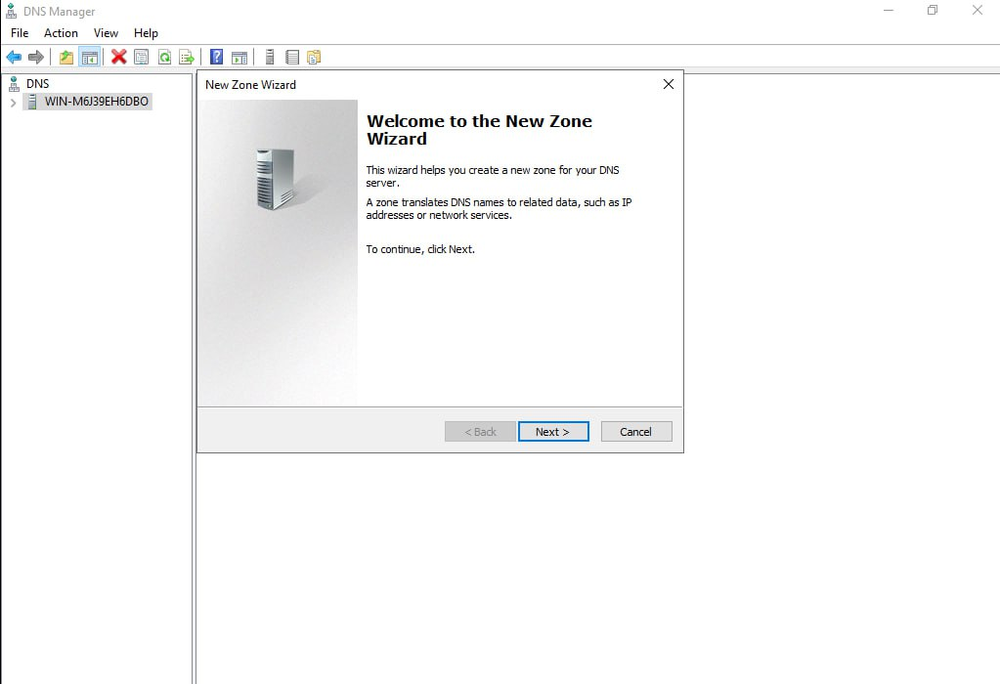 DNS Manager
File Action View Help
DNS
WIN-M6J39EH6DBO
New Zone Wizard
Welcome to the New Zone
Wizard
This wizard helps you create a new zone for your DNS
server.
A zone translates DNS names to related data, such as IP
addresses or network services.
To continue, click Next.
< Back Next > Cancel